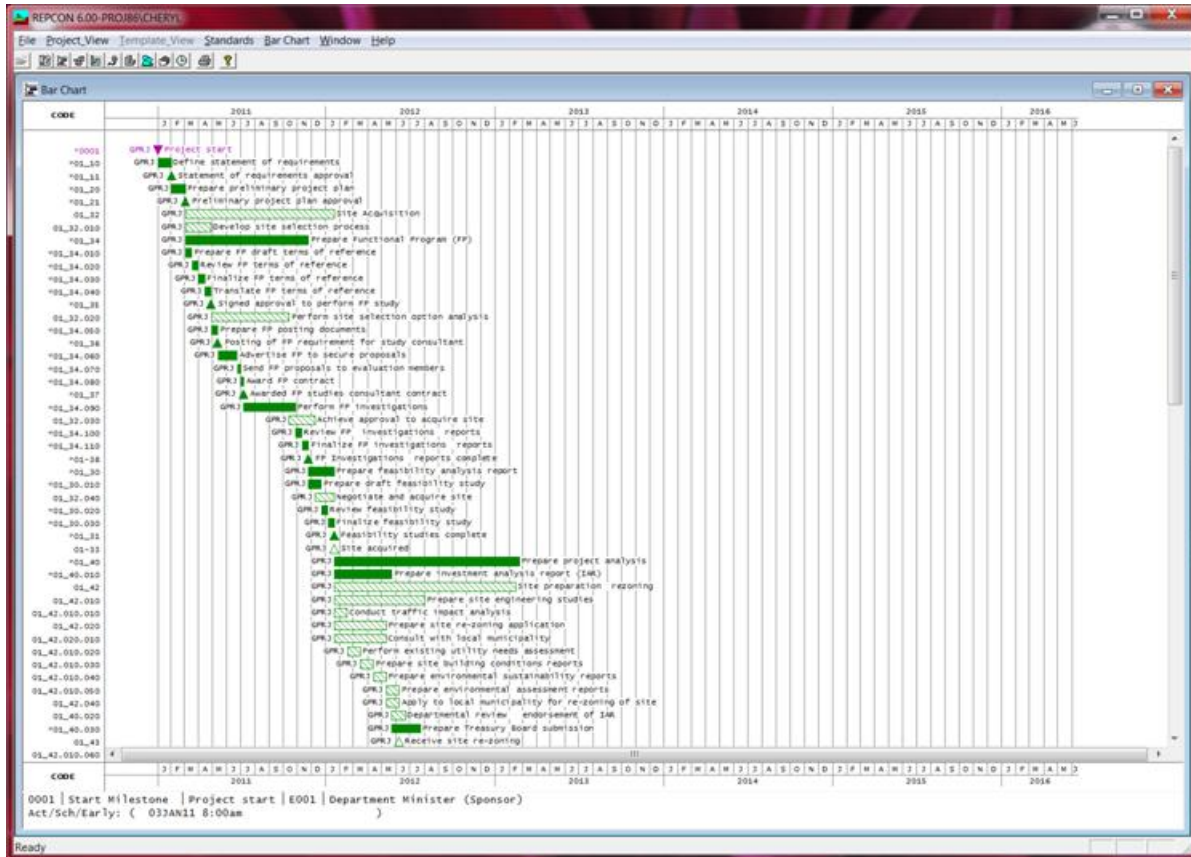 REPCON 6.00-PROJ86\CHERYL
File Project_View Template_View Standards Bar Chart Window Help
Bar Chart
CODE 2011 2012 2013 2014 2015 2016
J F M A M J J A S O N D J F M A M J J A S O N D J F M A M J J A S O N D J F M A M J J A S O N D J F M A M J J A S O N D J F M A M J
*0001 GPRJ Project start
*01_10 GPRJ Define statement of requirements
*01_11 GPRJ Statement of requirements approval
*01_20 GPRJ Prepare preliminary project plan
*01_21 GPRJ Preliminary project plan approval
01_32 GPRJ Site Acquisition
01_32.010 GPRJ Develop site selection process
*01_34 GPRJ Prepare Functional Program (FP)
*01_34.010 GPRJ Prepare FP draft terms of reference
*01_34.020 GPRJ Review FP terms of reference
*01_34.030 GPRJ Finalize FP terms of reference
*01_34.040 GPRJ Translate FP terms of reference
*01_35 GPRJ Signed approval to perform FP study
01_32.020 GPRJ Perform site selection option analysis
*01_34.050 GPRJ Prepare FP posting documents
*01_36 GPRJ Posting of FP requirement for study consultant
*01_34.060 GPRJ Advertise FP to secure proposals
*01_34.070 GPRJ Send FP proposals to evaluation members
*01_34.080 GPRJ Award FP contract
*01_37 GPRJ Awarded FP studies consultant contract
*01_34.090 GPRJ Perform FP investigations
01_32.030 GPRJ Achieve approval to acquire site
*01_34.100 GPRJ Review FP investigations reports
*01_34.110 GPRJ Finalize FP investigations reports
*01-38 GPRJ FP Investigations reports complete
*01_30 GPRJ Prepare feasibility analysis report
*01_30.010 GPRJ Prepare draft feasibility study
01_32.040 GPRJ Negotiate and acquire site
*01_30.020 GPRJ Review feasibility study
*01_30.030 GPRJ Finalize feasibility study
*01_31 GPRJ Feasibility studies complete
01-33 GPRJ Site acquired
*01_40 GPRJ Prepare project analysis
*01_40.010 GPRJ Prepare investment analysis report (IAR)
01_42 GPRJ Site preparation rezoning
01_42.010 GPRJ Prepare site engineering studies
01_42.010.010 GPRJ Conduct traffic impact analysis
01_42.020 GPRJ Prepare site re-zoning application
01_42.020.010 GPRJ Consult with local municipality
01_42.010.020 GPRJ Perform existing utility needs assessment
01_42.010.030 GPRJ Prepare site building conditions reports
01_42.010.040 GPRJ Prepare environmental sustainability reports
01_42.010.050 GPRJ Prepare environmental assessment reports
01_42.040 GPRJ Apply to local municipality for re-zoning of site
01_40.020 GPRJ Departmental review endorsement of IAR
*01_40.030 GPRJ Prepare Treasury Board submission
01_43 GPRJ Receive site re-zoning
01_42.010.060
J F M A M J J A S O N D J F M A M J J A S O N D J F M A M J J A S O N D J F M A M J J A S O N D J F M A M J J A S O N D J F M A M J
CODE 2011 2012 2013 2014 2015 2016
0001 | Start Milestone | Project start | E001 | Department Minister (Sponsor)
Act/Sch/Early: ( 03JAN11 8:00am )
Ready